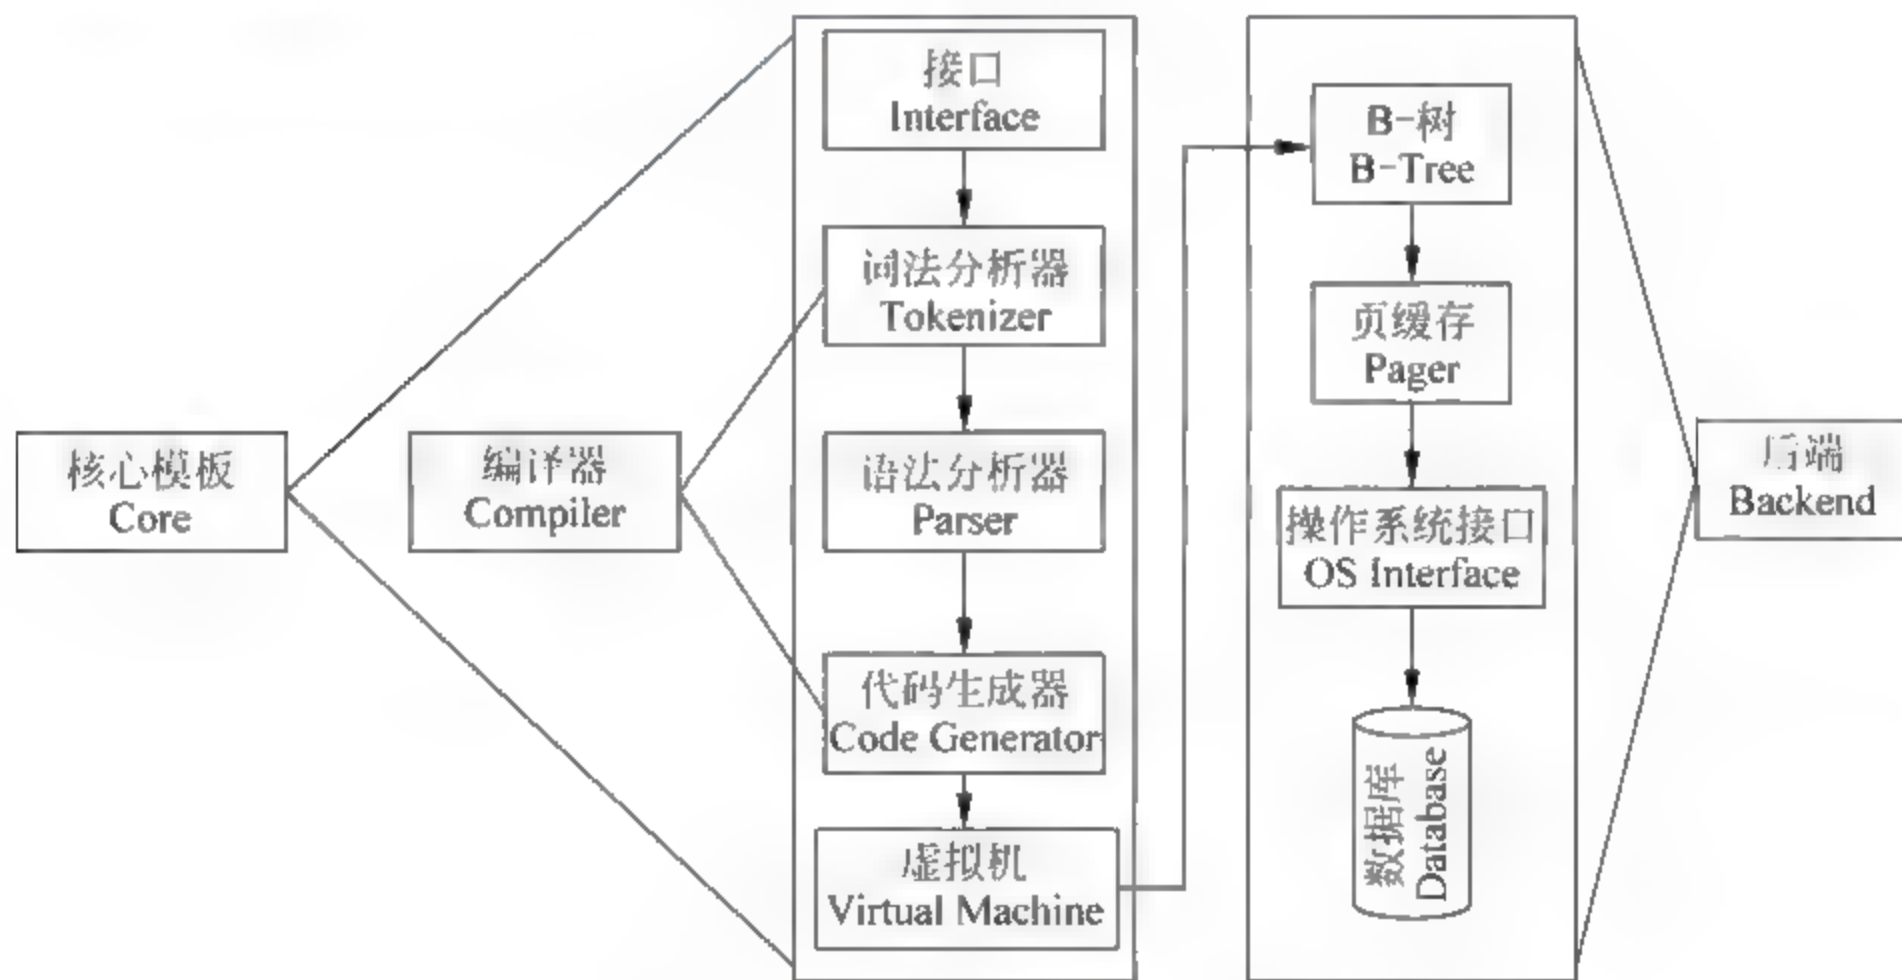 核心模板
Core
编译器
Compiler
接口
Interface
词法分析器
Tokenizer
语法分析器
Parser
代码生成器
Code Generator
虚拟机
Virtual Machine
B-树
B-Tree
页缓存
Pager
操作系统接口
OS Interface
数据库
Database
后端
Backend